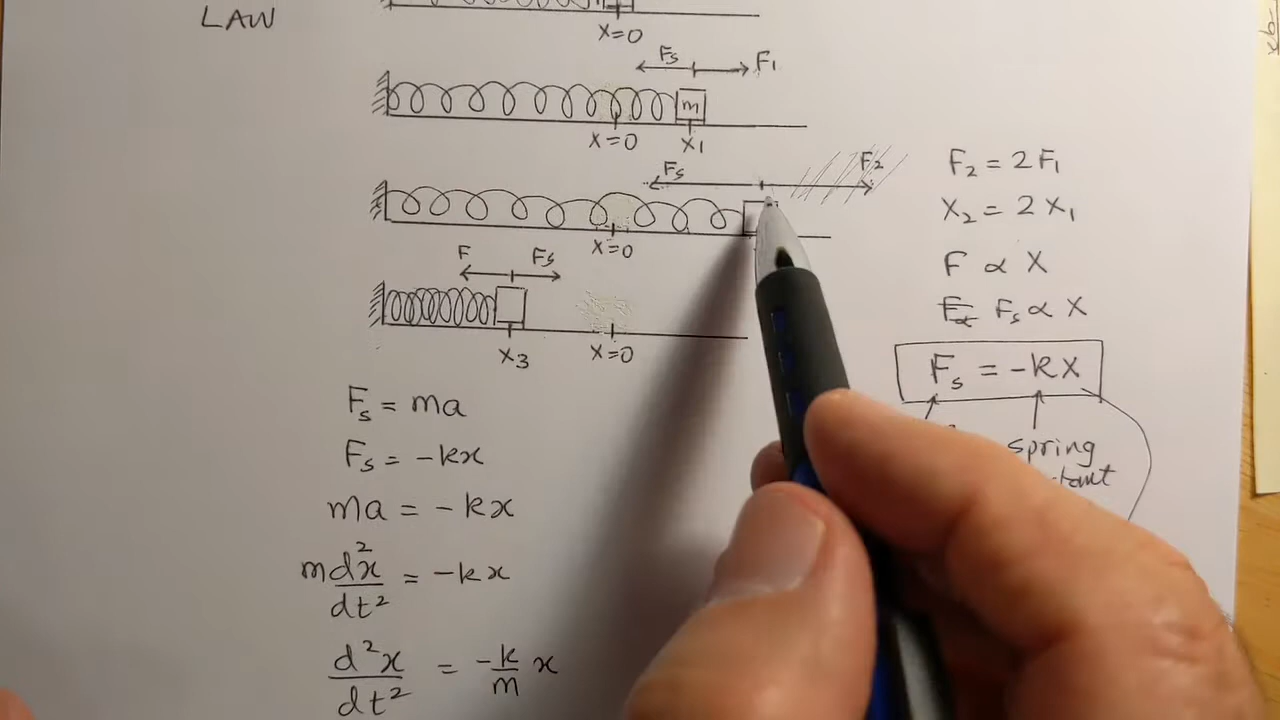 LAW
x=0
Fs F1
m
x=0 x1
Fs F2
x=0
F Fs
x3 x=0
F2 = 2F1
x2 = 2x1
F ∝ x
Fs ∝ x
Fs = -kx
spring
Fs = ma
Fs = -kx
ma = -kx
m d²x/dt² = -kx
d²x/dt² = -k/m x